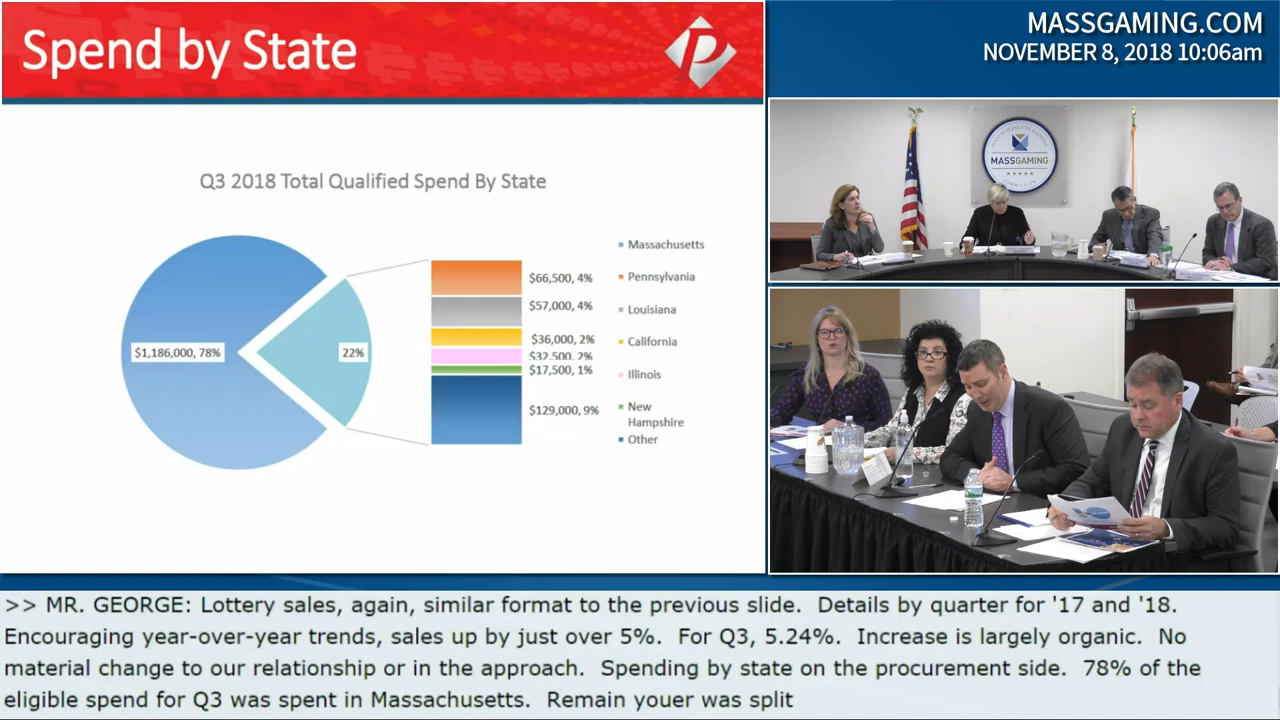 Spend by State
MASSGAMING.COM
NOVEMBER 8, 2018 10:06am
Q3 2018 Total Qualified Spend By State
$1,186,000, 78%
22%
$66,500, 4%
$57,000, 4%
$36,000, 2%
$32,500, 2%
$17,500, 1%
$129,000, 9%
Massachusetts
Pennsylvania
Louisiana
California
Illinois
New
Hampshire
Other
MASSGAMING
>> MR. GEORGE: Lottery sales, again, similar format to the previous slide. Details by quarter for '17 and '18.
Encouraging year-over-year trends, sales up by just over 5%. For Q3, 5.24%. Increase is largely organic. No
material change to our relationship or in the approach. Spending by state on the procurement side. 78% of the
eligible spend for Q3 was spent in Massachusetts. Remain youer was split